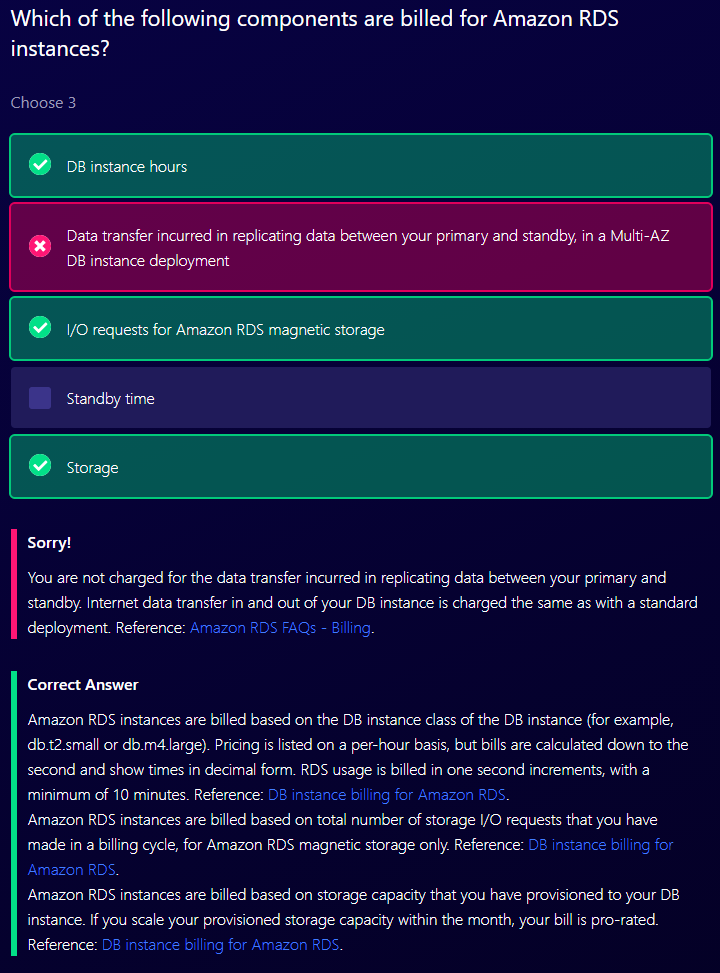 Which of the following components are billed for Amazon RDS
instances?
Choose 3
DB instance hours
Data transfer incurred in replicating data between your primary and standby, in a Multi-AZ
DB instance deployment
I/O requests for Amazon RDS magnetic storage
Standby time
Storage
Sorry!
You are not charged for the data transfer incurred in replicating data between your primary and
standby. Internet data transfer in and out of your DB instance is charged the same as with a standard
deployment. Reference: Amazon RDS FAQs - Billing.
Correct Answer
Amazon RDS instances are billed based on the DB instance class of the DB instance (for example,
db.t2.small or db.m4.large). Pricing is listed on a per-hour basis, but bills are calculated down to the
second and show times in decimal form. RDS usage is billed in one second increments, with a
minimum of 10 minutes. Reference: DB instance billing for Amazon RDS.
Amazon RDS instances are billed based on total number of storage I/O requests that you have
made in a billing cycle, for Amazon RDS magnetic storage only. Reference: DB instance billing for
Amazon RDS.
Amazon RDS instances are billed based on storage capacity that you have provisioned to your DB
instance. If you scale your provisioned storage capacity within the month, your bill is pro-rated.
Reference: DB instance billing for Amazon RDS.